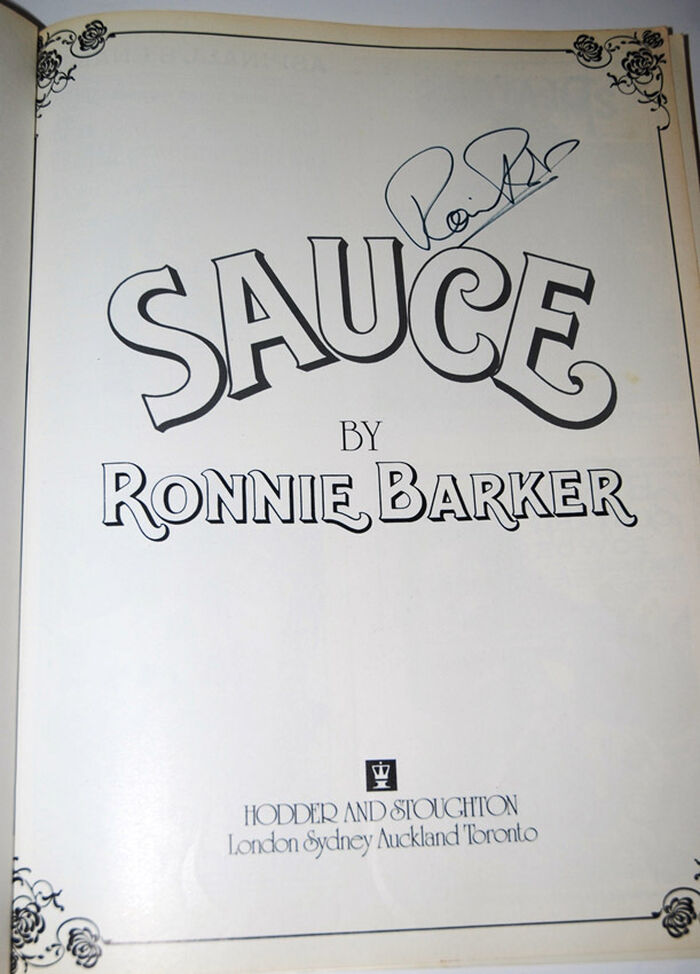 SAUCE
BY
RONNIE BARKER
HODDER AND STOUGHTON
London Sydney Auckland Toronto